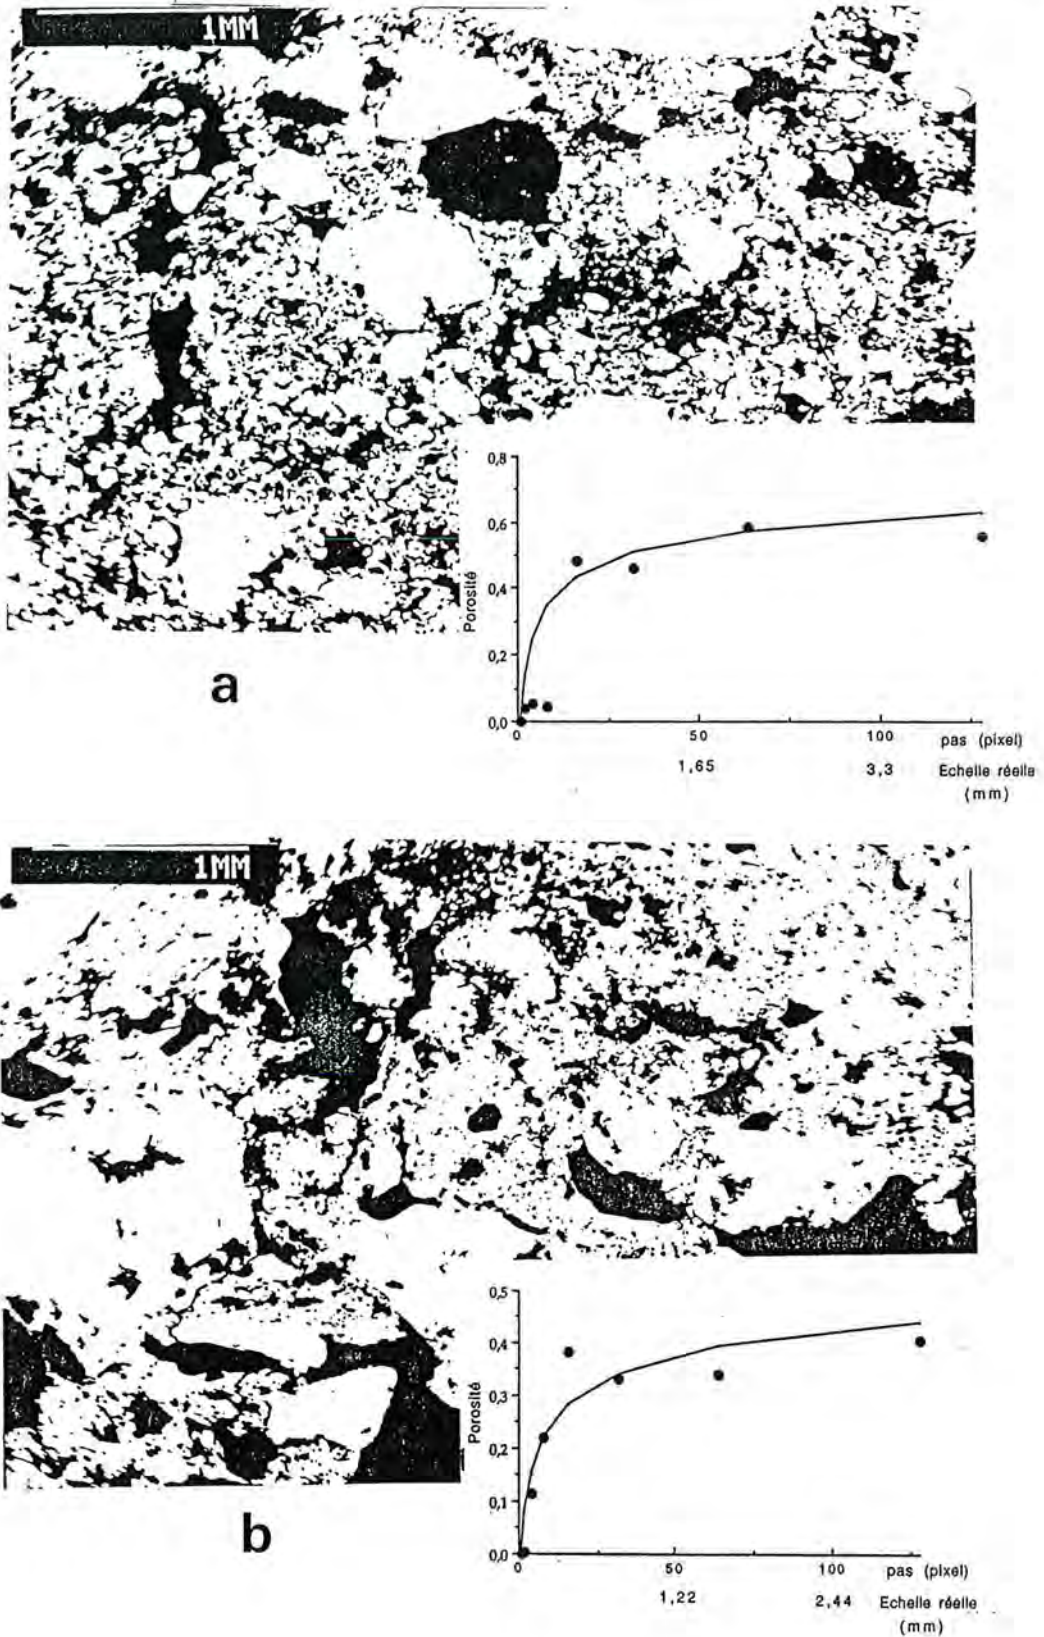 1MM
0,8
0,6
0,4
0,2
0,0
Porosité
0 50 100 pas (pixel)
1,65 3,3 Echelle réelle
(mm)
a
1MM
0,5
0,4
0,3
0,2
0,1
0,0
Porosité
0 50 100 pas (pixel)
1,22 2,44 Echelle réelle
(mm)
b